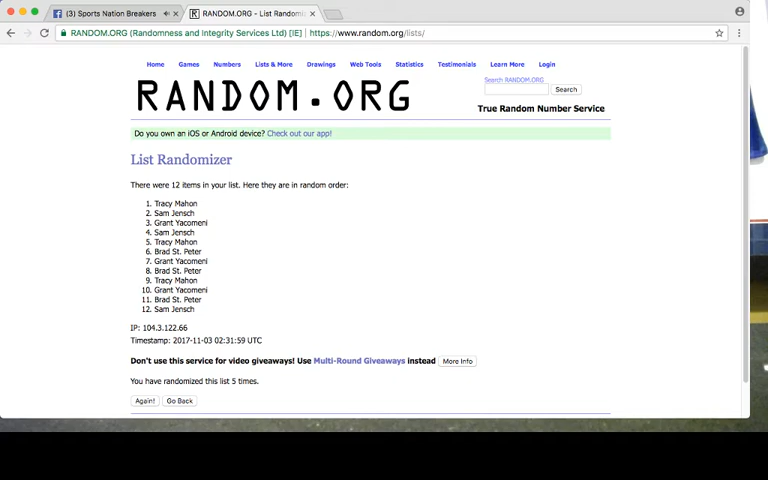 (3) Sports Nation Breakers
RANDOM.ORG - List Randomi
RANDOM.ORG (Randomness and Integrity Services Ltd) [IE] https://www.random.org/lists/
Home Games Numbers Lists & More Drawings Web Tools Statistics Testimonials Learn More Login
RANDOM.ORG
Search RANDOM.ORG
Search
True Random Number Service
Do you own an iOS or Android device? Check out our app!
List Randomizer
There were 12 items in your list. Here they are in random order:
1. Tracy Mahon
2. Sam Jensch
3. Grant Yacomeni
4. Sam Jensch
5. Tracy Mahon
6. Brad St. Peter
7. Grant Yacomeni
8. Brad St. Peter
9. Tracy Mahon
10. Grant Yacomeni
11. Brad St. Peter
12. Sam Jensch
IP: 104.3.122.66
Timestamp: 2017-11-03 02:31:59 UTC
Don't use this service for video giveaways! Use Multi-Round Giveaways instead More Info
You have randomized this list 5 times.
Again! Go Back